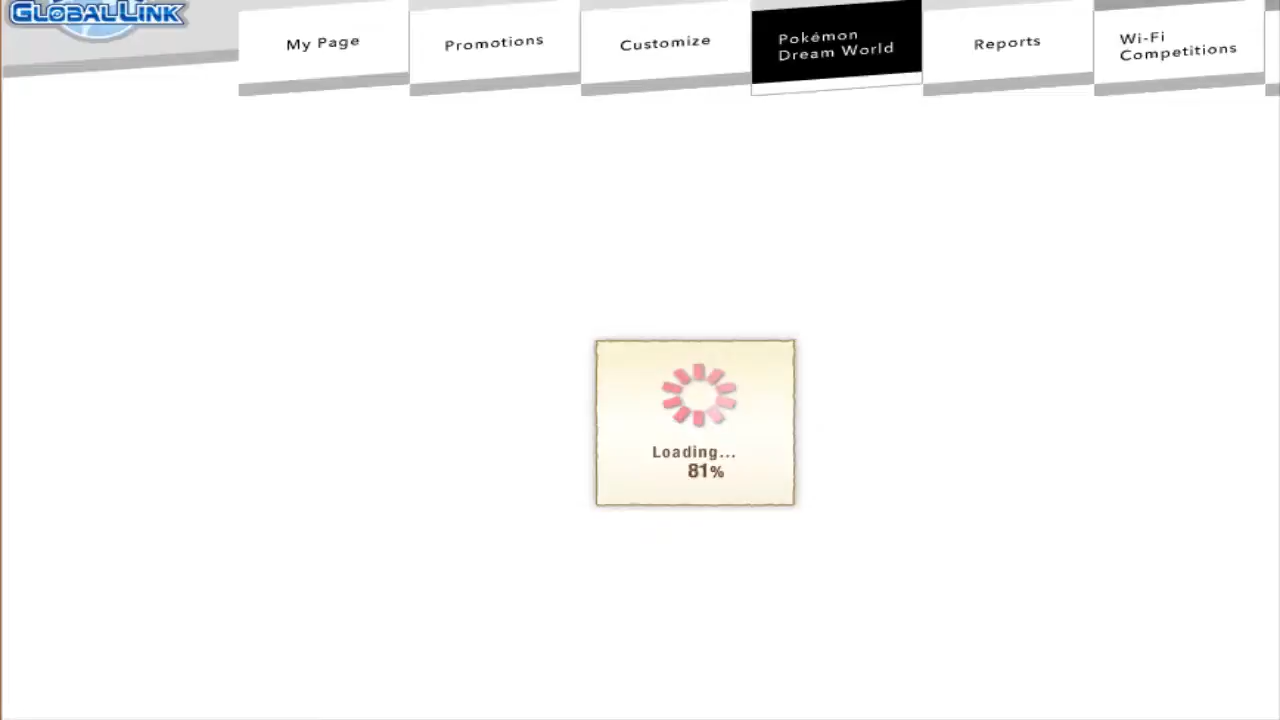 GLOBAL LINK
My Page
Promotions
Customize
Pokémon
Dream World
Reports
Wi-Fi
Competitions
Loading...
81%